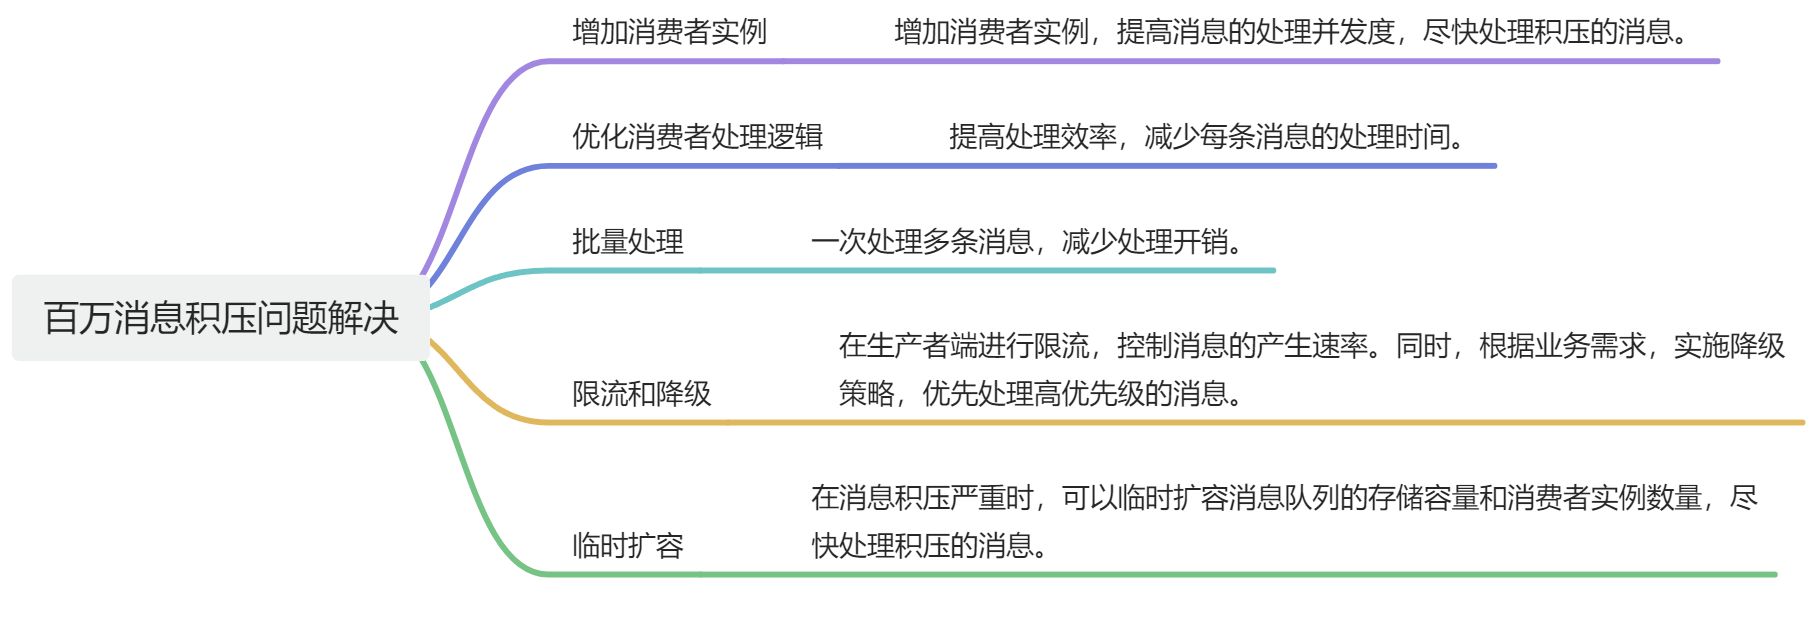 百万消息积压问题解决
增加消费者实例
增加消费者实例，提高消息的处理并发度，尽快处理积压的消息。
优化消费者处理逻辑
提高处理效率，减少每条消息的处理时间。
批量处理
一次处理多条消息，减少处理开销。
限流和降级
在生产者端进行限流，控制消息的产生速率。同时，根据业务需求，实施降级
策略，优先处理高优先级的消息。
临时扩容
在消息积压严重时，可以临时扩容消息队列的存储容量和消费者实例数量，尽
快处理积压的消息。